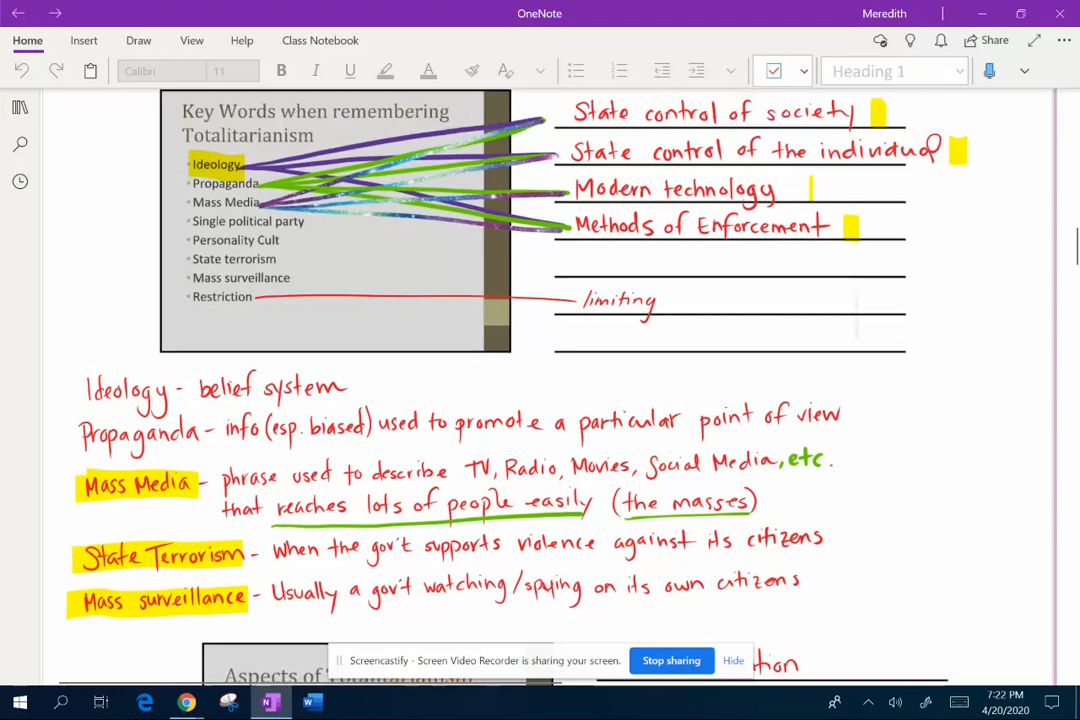 OneNote
Meredith
Home Insert Draw View Help Class Notebook
Share
Calibri 11 B I U A A Heading 1
Key Words when remembering
Totalitarianism
Ideology
Propaganda
Mass Media
Single political party
Personality Cult
State terrorism
Mass surveillance
Restriction
State control of society
State control of the individual
Modern technology
Methods of Enforcement
limiting
Ideology - belief system
Propaganda - info (esp. biased) used to promote a particular point of view
Mass Media - phrase used to describe TV, Radio, Movies, Social Media, etc.
that reaches lots of people easily (the masses)
State Terrorism - When the gov't supports violence against its citizens
Mass surveillance - Usually a gov't watching/spying on its own citizens
Aspects of
Screencastify - Screen Video Recorder is sharing your screen. Stop sharing Hide
7:22 PM
4/20/2020